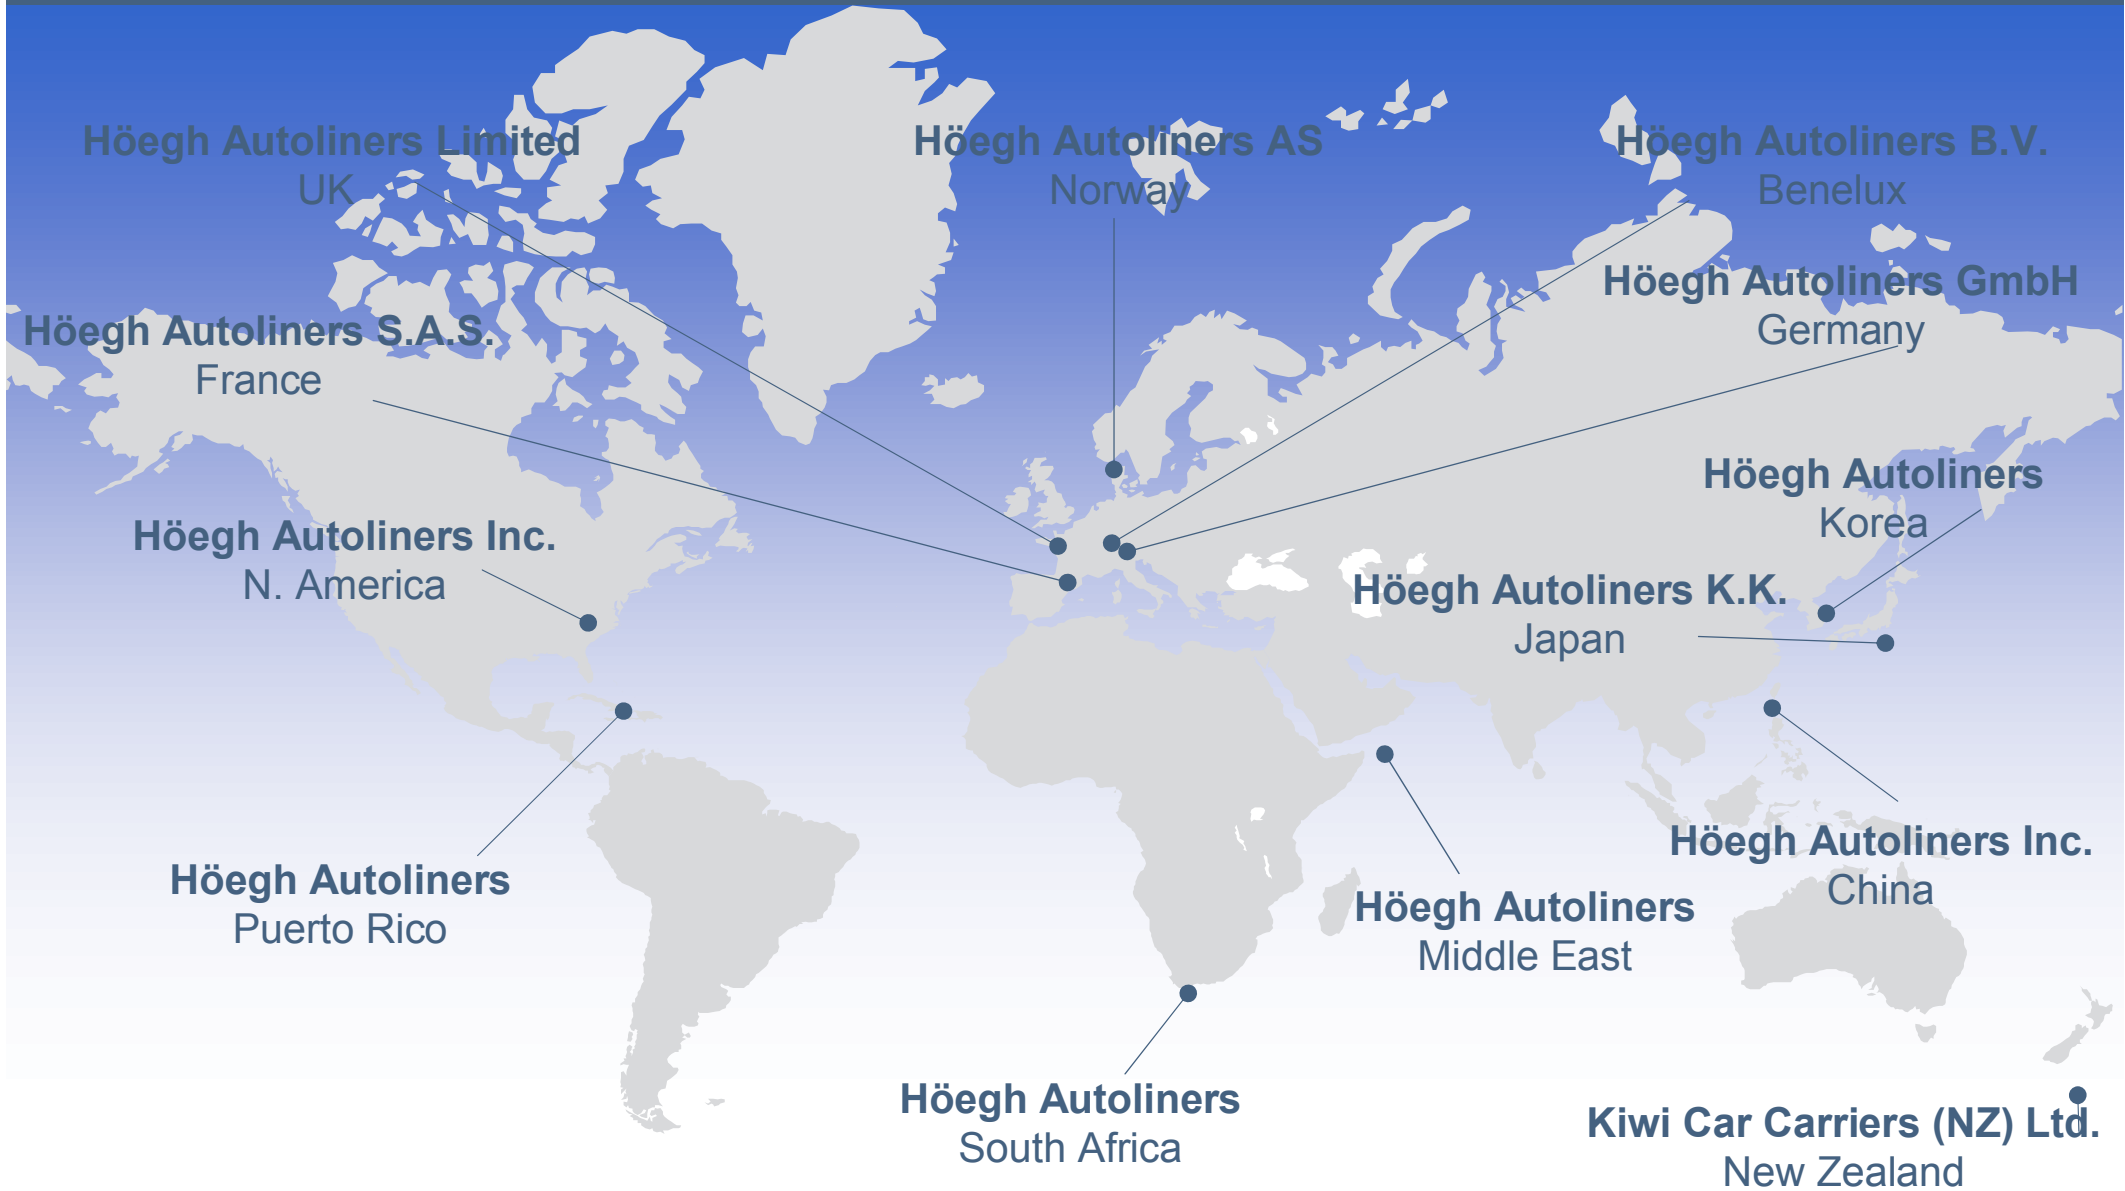 Höegh Autoliners Limited
UK
Höegh Autoliners AS
Norway
Höegh Autoliners B.V.
Benelux
Höegh Autoliners GmbH
Germany
Höegh Autoliners S.A.S.
France
Höegh Autoliners
Korea
Höegh Autoliners Inc.
N. America
Höegh Autoliners K.K.
Japan
Höegh Autoliners Inc.
China
Höegh Autoliners
Puerto Rico
Höegh Autoliners
Middle East
Höegh Autoliners
South Africa
Kiwi Car Carriers (NZ) Ltd.
New Zealand